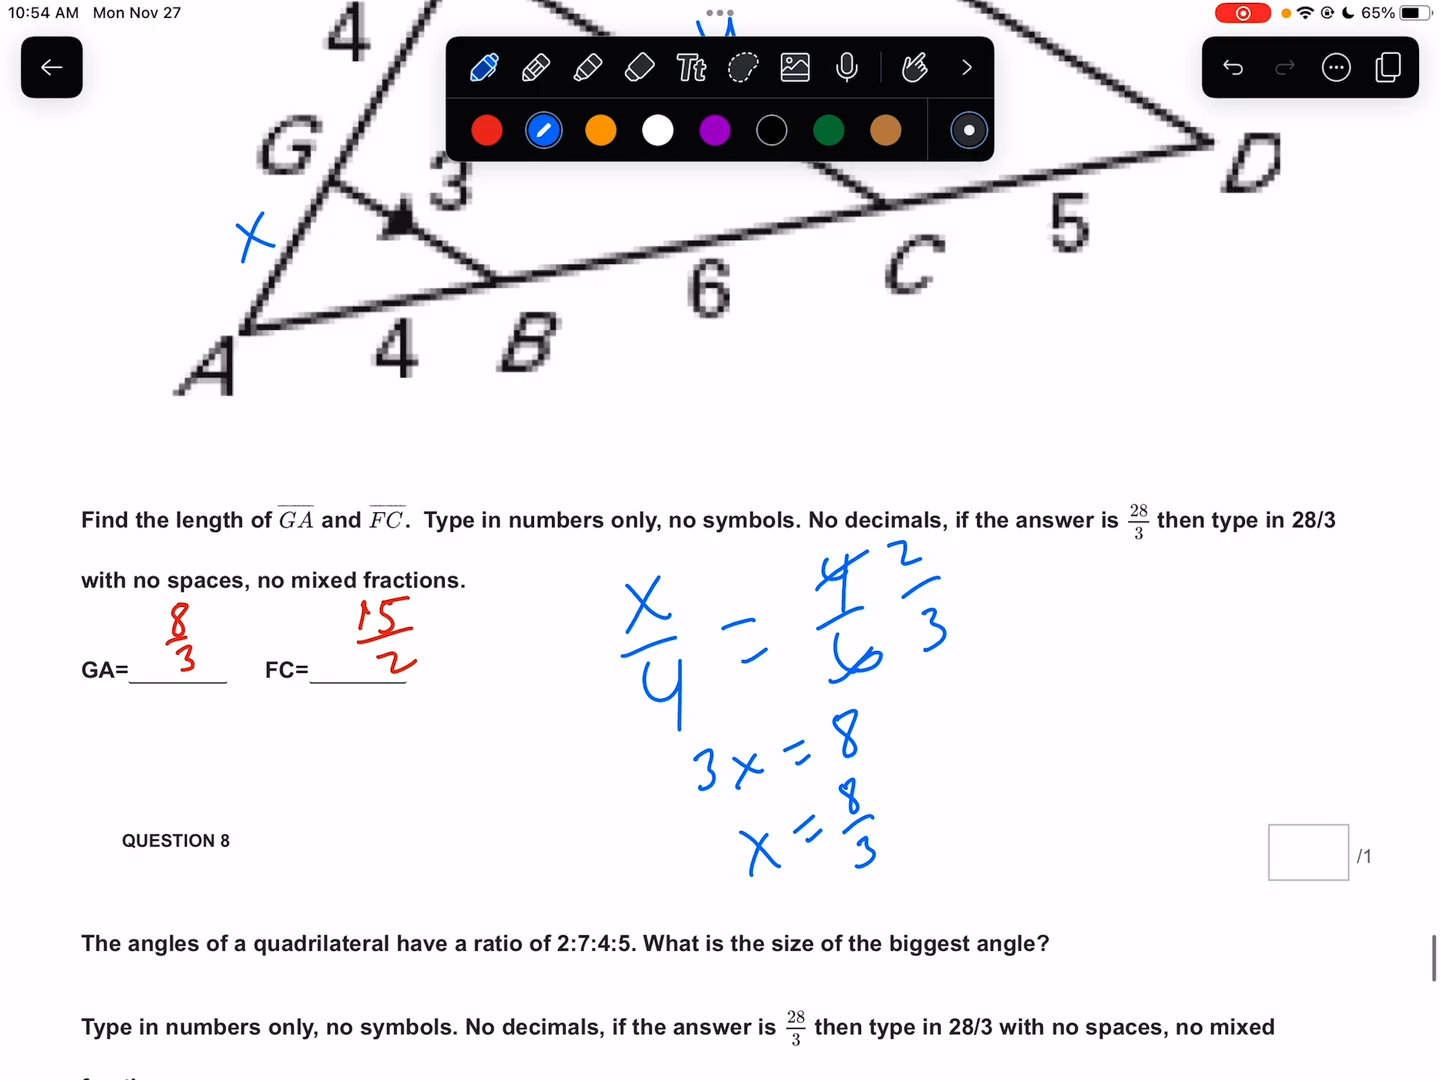 10:54 AM Mon Nov 27
65%
4
Tt
G
3
D
x
5
C
6
4
B
A
Find the length of GA and FC. Type in numbers only, no symbols. No decimals, if the answer is 28/3 then type in 28/3
with no spaces, no mixed fractions.
x/4 = 4/6 2/3
8/3
15/2
GA=
FC=
3x = 8
x = 8/3
QUESTION 8
/1
The angles of a quadrilateral have a ratio of 2:7:4:5. What is the size of the biggest angle?
Type in numbers only, no symbols. No decimals, if the answer is 28/3 then type in 28/3 with no spaces, no mixed